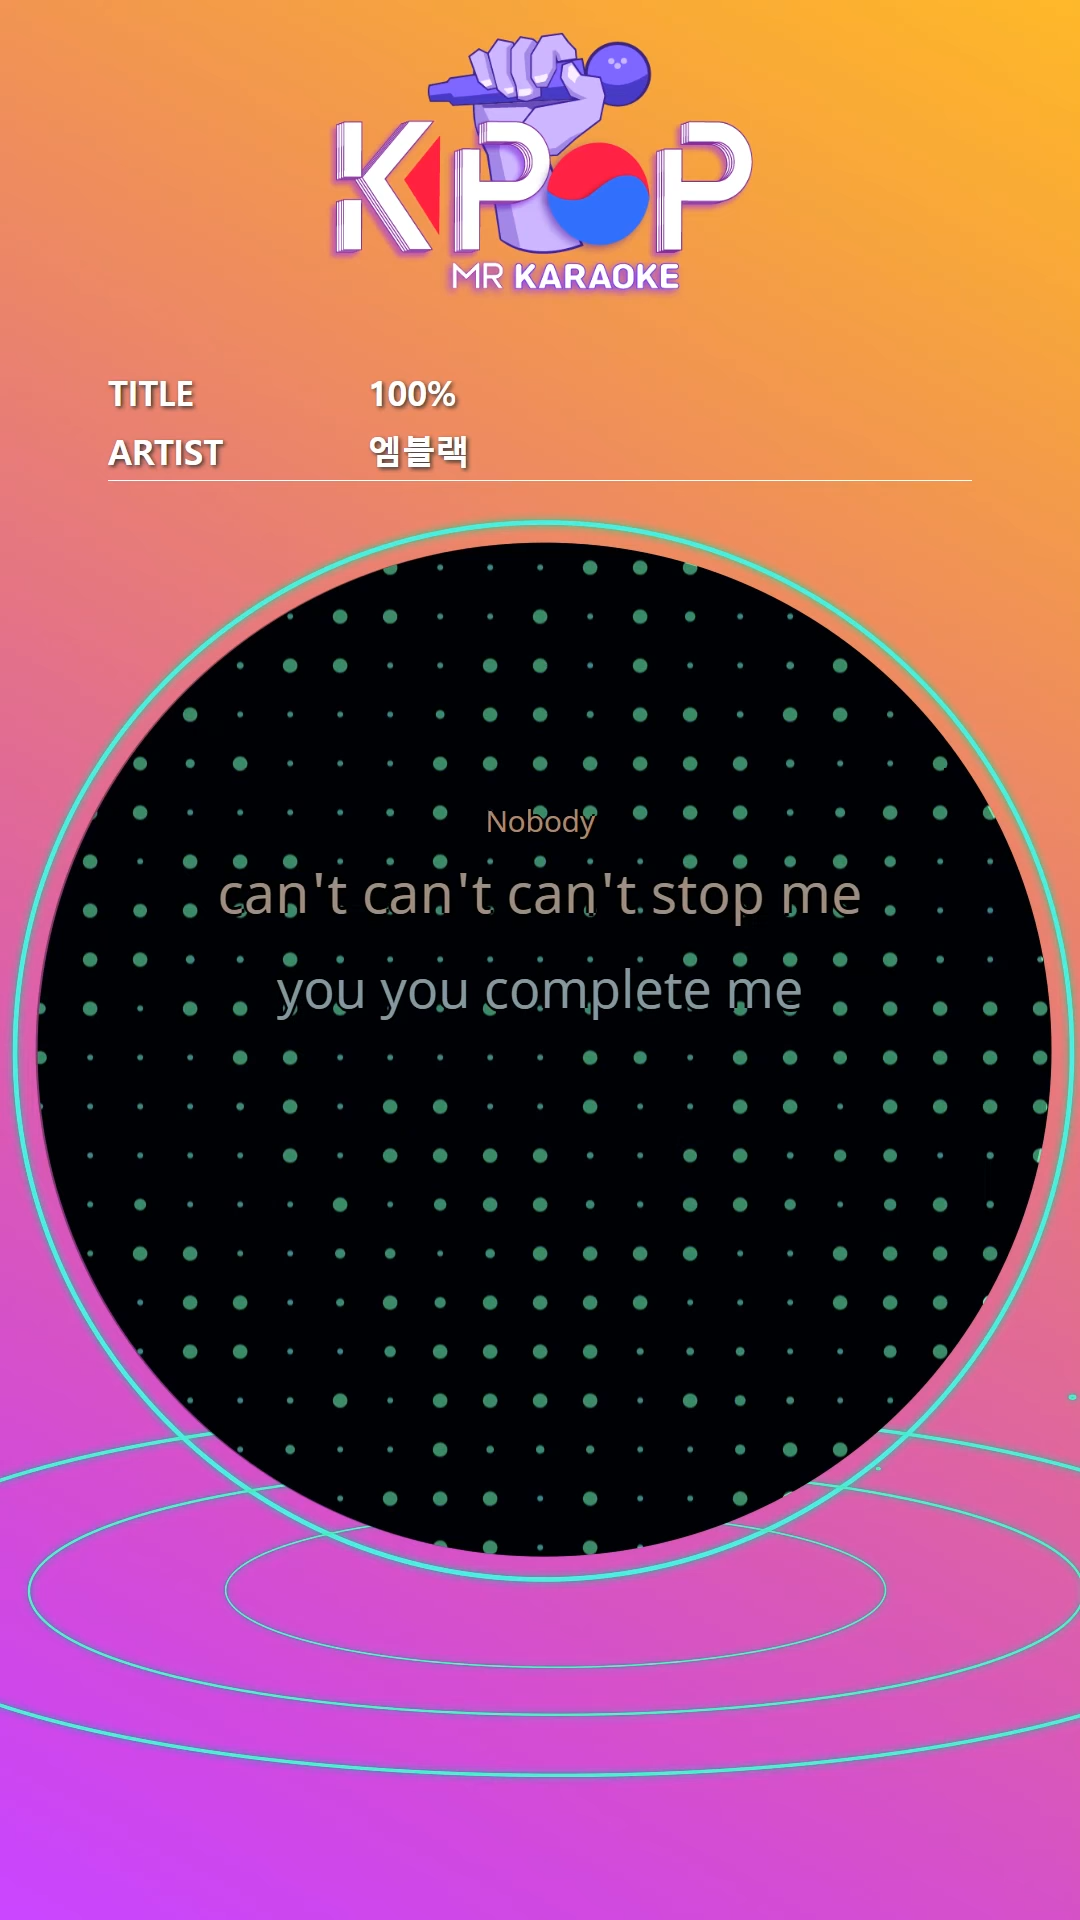 KPOP
MR KARAOKE
TITLE 100%
ARTIST 엠블랙
Nobody
can't can't can't stop me
you you complete me